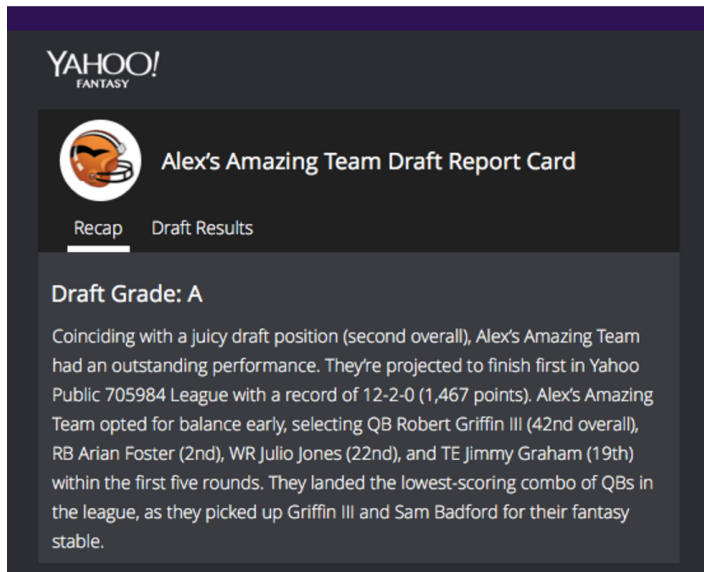 YAHOO!
FANTASY
Alex's Amazing Team Draft Report Card
Recap Draft Results
Draft Grade: A
Coinciding with a juicy draft position (second overall), Alex's Amazing Team
had an outstanding performance. They're projected to finish first in Yahoo
Public 705984 League with a record of 12-2-0 (1,467 points). Alex's Amazing
Team opted for balance early, selecting QB Robert Griffin III (42nd overall),
RB Arian Foster (2nd), WR Julio Jones (22nd), and TE Jimmy Graham (19th)
within the first five rounds. They landed the lowest-scoring combo of QBs in
the league, as they picked up Griffin III and Sam Badford for their fantasy
stable.